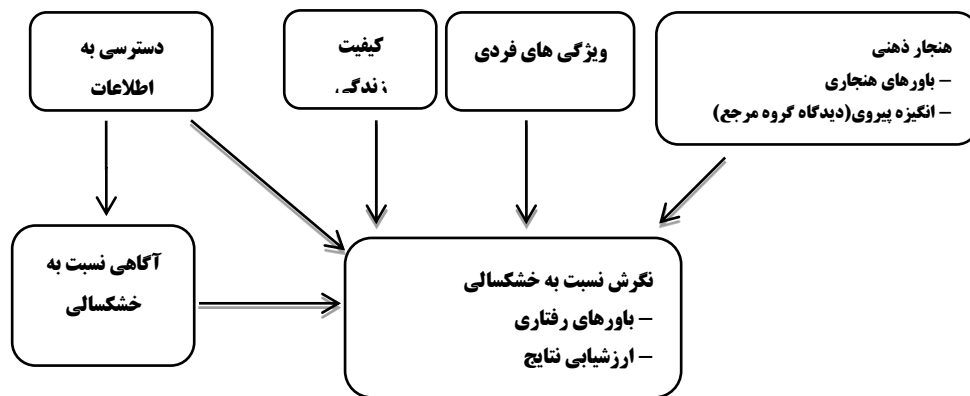 هنجار ذهنی
– باورهای هنجاری
– انگیزه پیروی(دیدگاه گروه مرجع)
ویژگی های فردی
کیفیت
زندگی
دسترسی به
اطلاعات
نگرش نسبت به خشکسالی
– باورهای رفتاری
– ارزشیابی نتایج
آگاهی نسبت به
خشکسالی